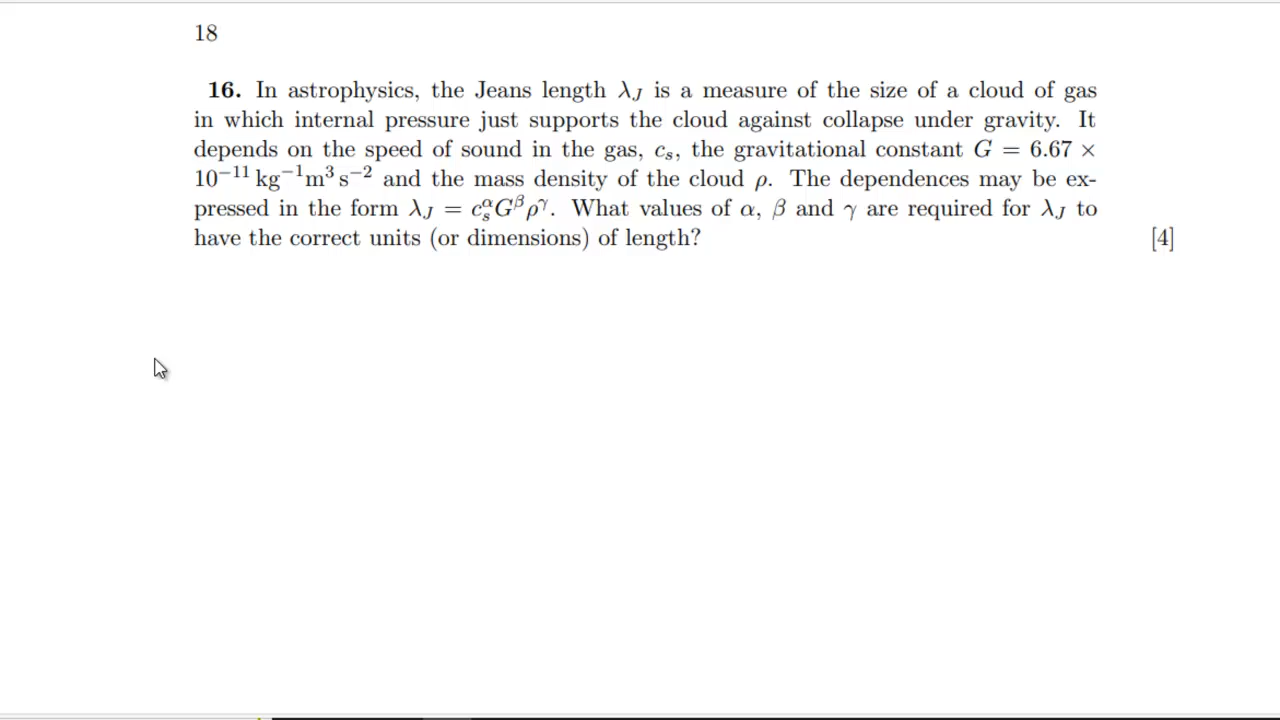 18
16. In astrophysics, the Jeans length λ_J is a measure of the size of a cloud of gas
in which internal pressure just supports the cloud against collapse under gravity. It
depends on the speed of sound in the gas, c_s, the gravitational constant G = 6.67 ×
10⁻¹¹ kg⁻¹m³ s⁻² and the mass density of the cloud ρ. The dependences may be ex-
pressed in the form λ_J = c_s^α G^β ρ^γ. What values of α, β and γ are required for λ_J to
have the correct units (or dimensions) of length? [4]